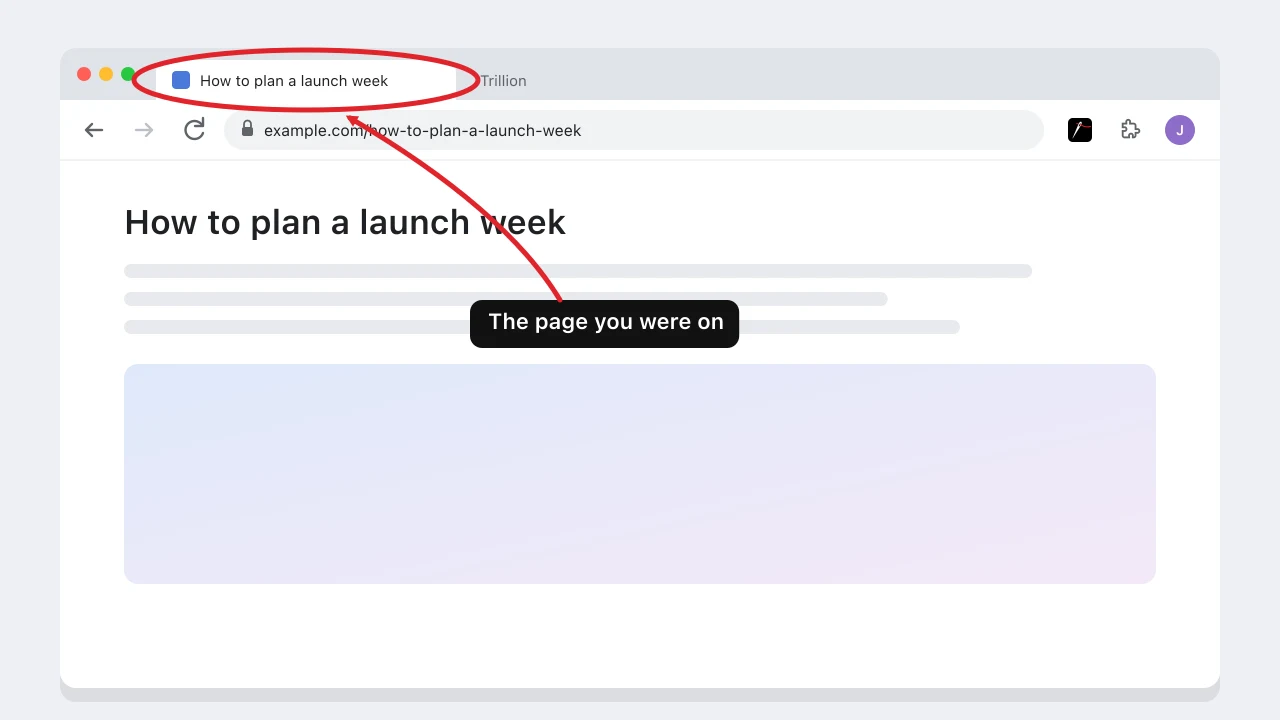 How to plan a launch week
Trillion
example.com/how-to-plan-a-launch-week
J
How to plan a launch week
The page you were on